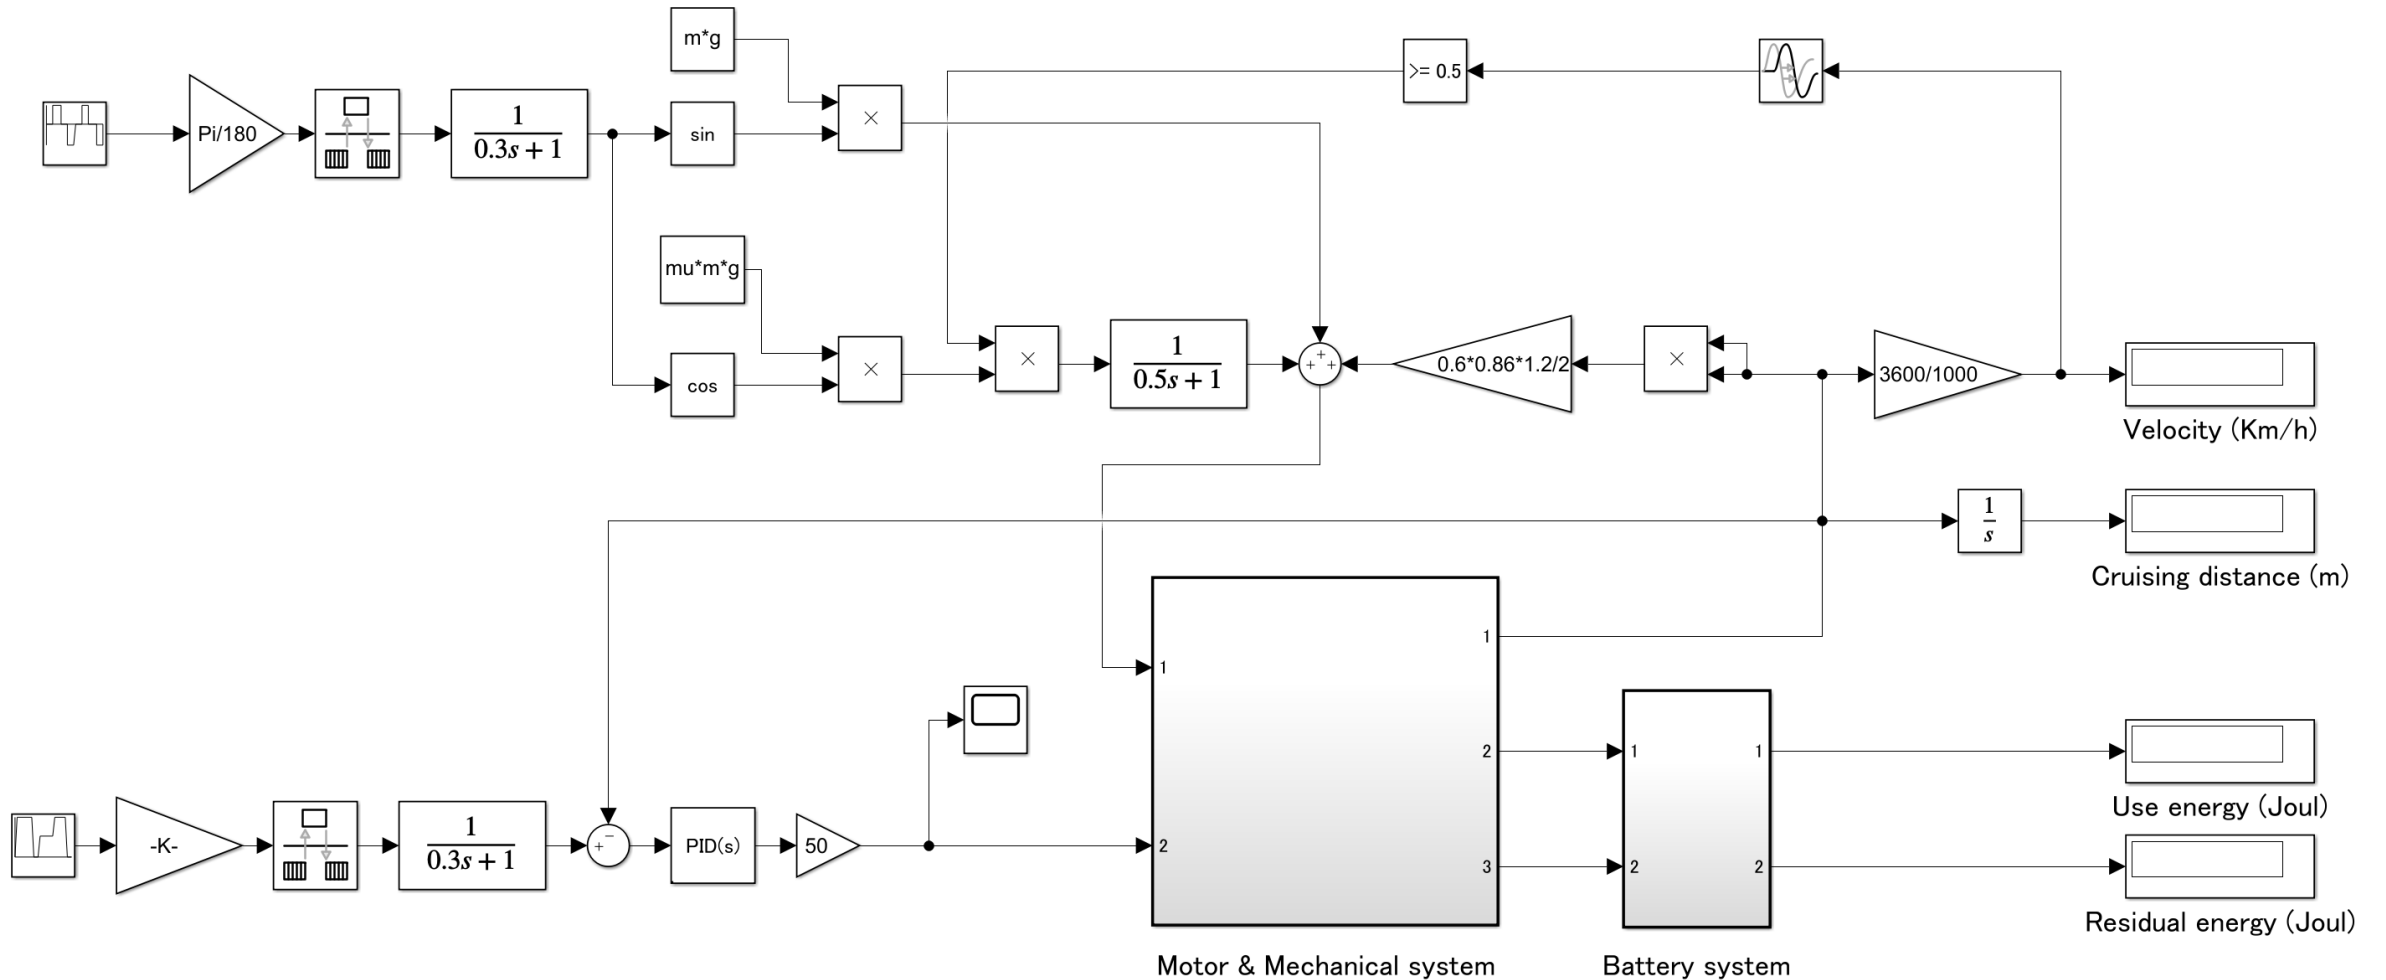 m*g
>= 0.5
Pi/180
1
0.3s + 1
sin
×
mu*m*g
cos
×
×
1
0.5s + 1
+
+ +
0.6*0.86*1.2/2
×
3600/1000
Velocity (Km/h)
1
s
Cruising distance (m)
1
1
2
2
3
1
1
2
2
Use energy (Joul)
-K-
1
0.3s + 1
−
+
PID(s)
50
Residual energy (Joul)
Motor & Mechanical system
Battery system